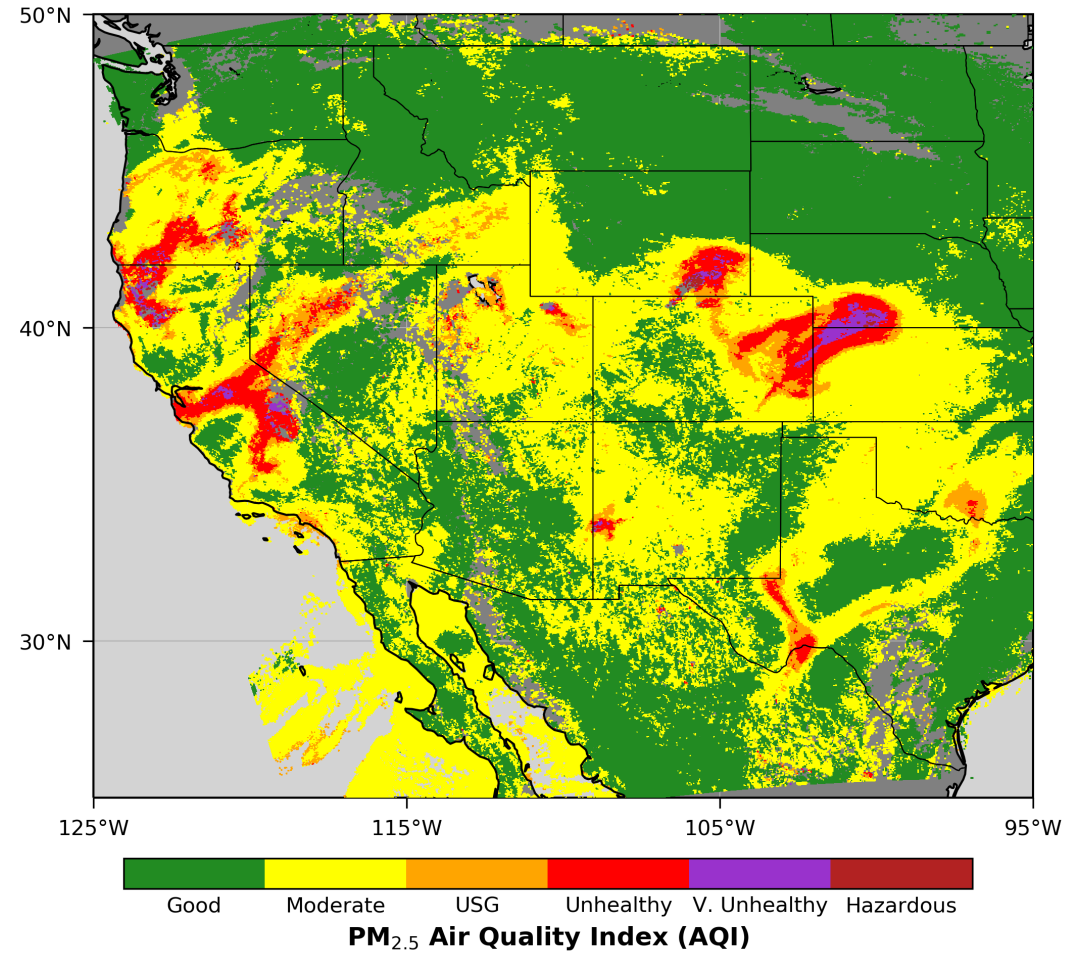 50°N
40°N
30°N
125°W 115°W 105°W 95°W
Good Moderate USG Unhealthy V. Unhealthy Hazardous
PM2.5 Air Quality Index (AQI)